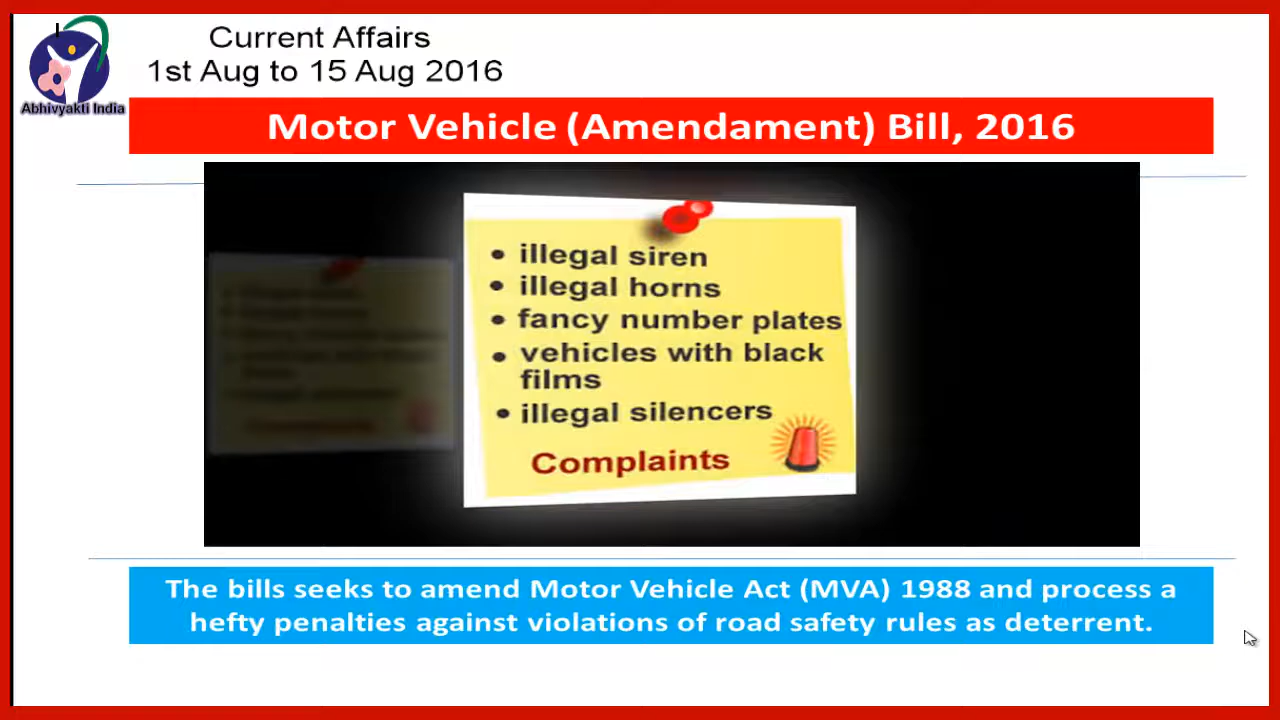 Current Affairs
1st Aug to 15 Aug 2016
Abhivyakti India
Motor Vehicle (Amendament) Bill, 2016
• illegal siren
• illegal horns
• fancy number plates
• vehicles with black
films
• illegal silencers
Complaints
The bills seeks to amend Motor Vehicle Act (MVA) 1988 and process a
hefty penalties against violations of road safety rules as deterrent.